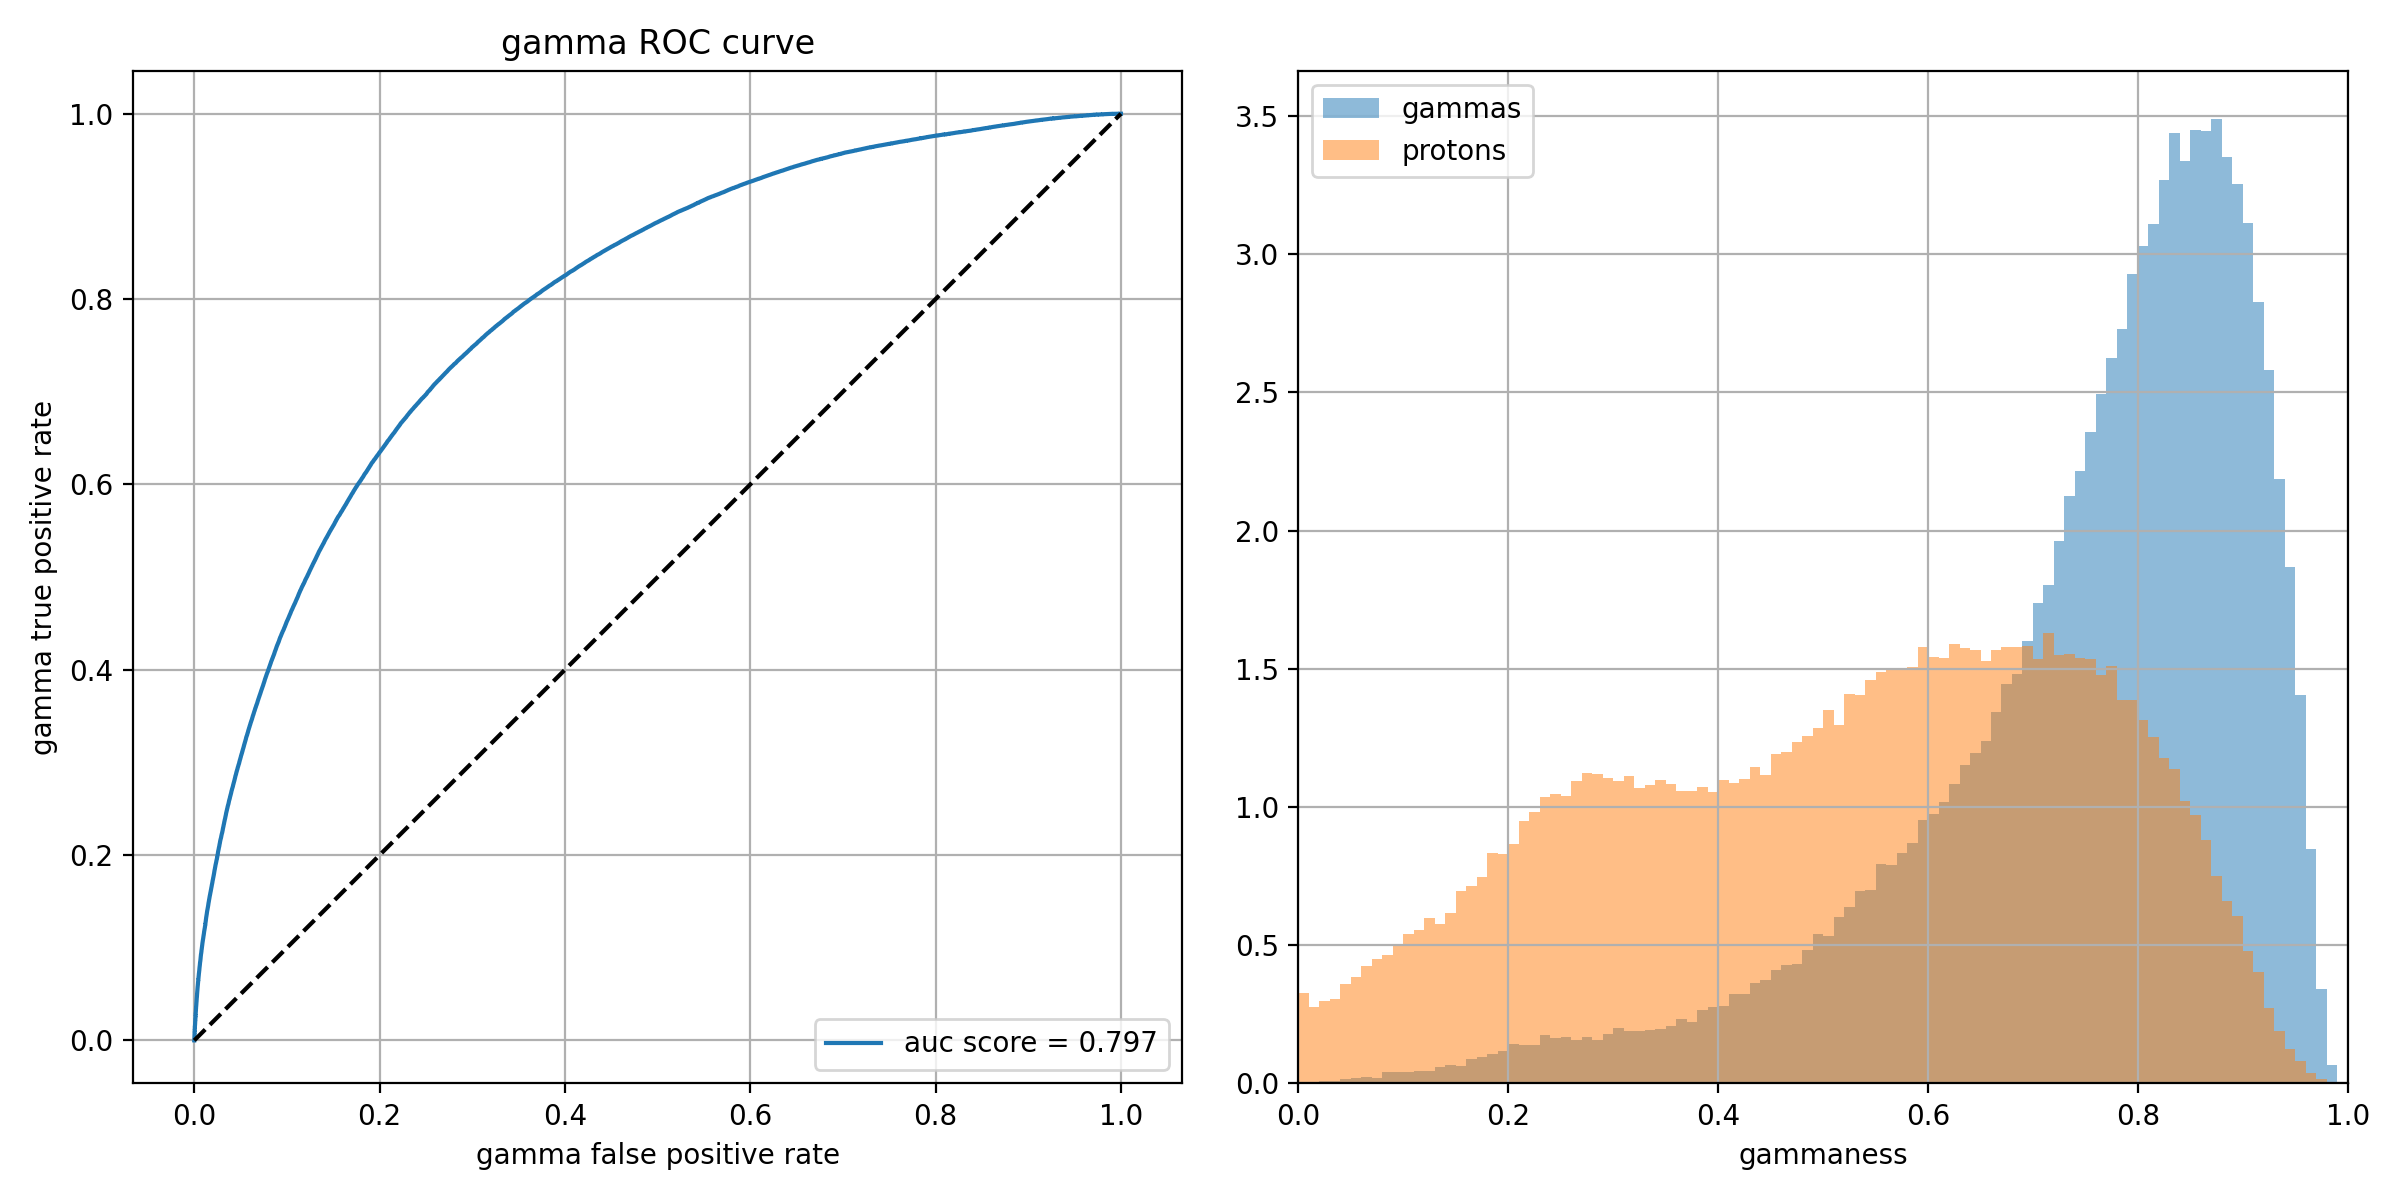 gamma ROC curve
1.0
0.8
0.6
0.4
0.2
0.0
gamma true positive rate
0.0 0.2 0.4 0.6 0.8 1.0
gamma false positive rate
auc score = 0.797
gammas
protons
3.5
3.0
2.5
2.0
1.5
1.0
0.5
0.0
0.0 0.2 0.4 0.6 0.8 1.0
gammaness